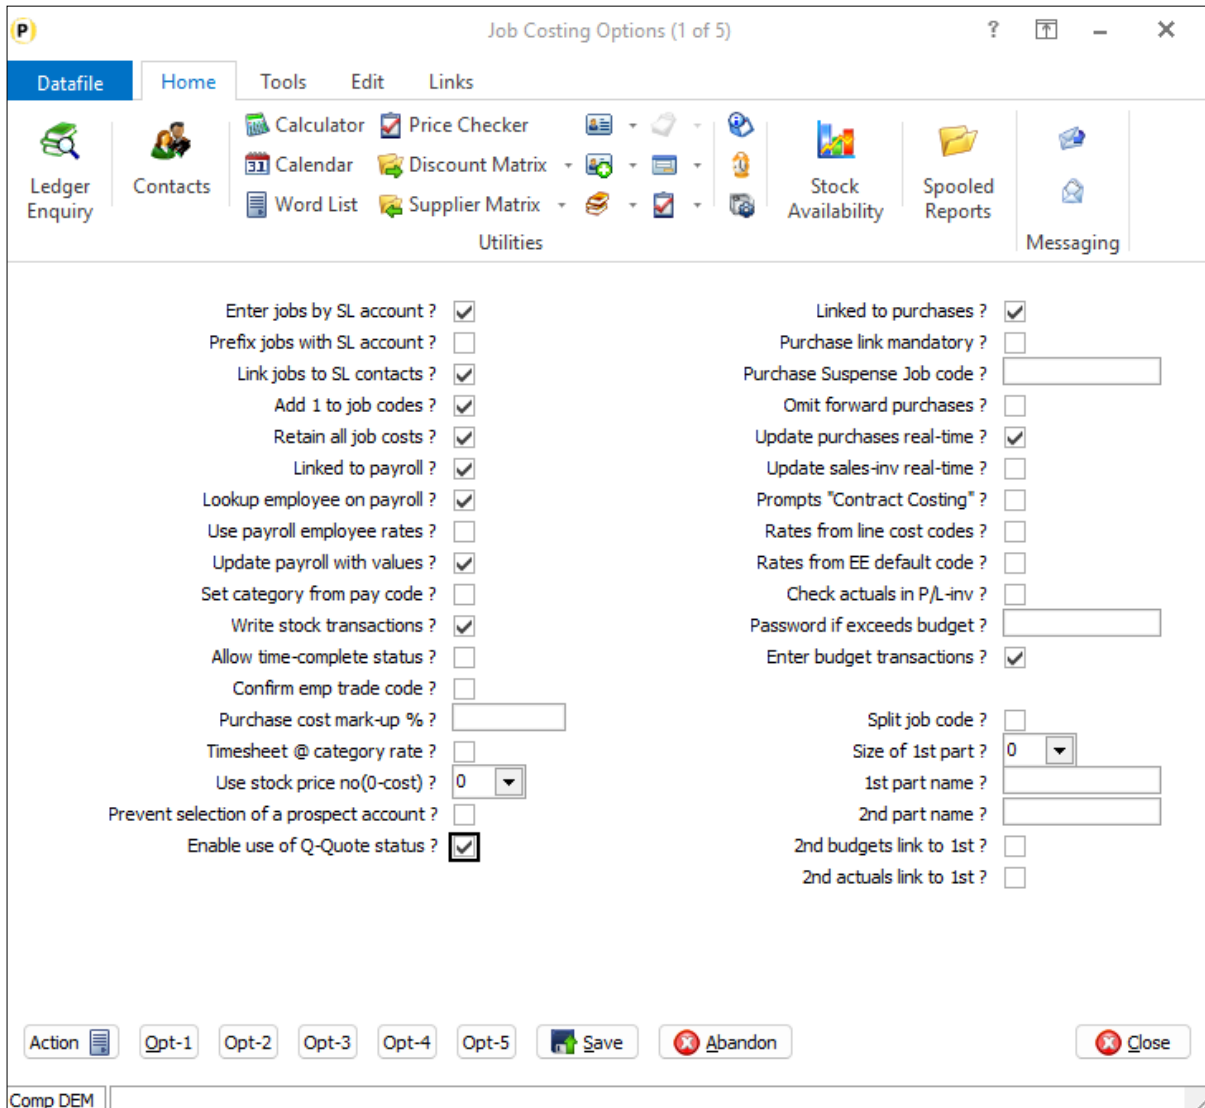 P
Job Costing Options (1 of 5)
?
Datafile Home Tools Edit Links
Calculator Price Checker
31 Calendar Discount Matrix
Word List Supplier Matrix
Ledger
Enquiry
Contacts
Stock
Availability
Spooled
Reports
Utilities
Messaging
Enter jobs by SL account ?
Prefix jobs with SL account ?
Link jobs to SL contacts ?
Add 1 to job codes ?
Retain all job costs ?
Linked to payroll ?
Lookup employee on payroll ?
Use payroll employee rates ?
Update payroll with values ?
Set category from pay code ?
Write stock transactions ?
Allow time-complete status ?
Confirm emp trade code ?
Purchase cost mark-up % ?
Timesheet @ category rate ?
Use stock price no(0-cost) ? 0
Prevent selection of a prospect account ?
Enable use of Q-Quote status ?
Linked to purchases ?
Purchase link mandatory ?
Purchase Suspense Job code ?
Omit forward purchases ?
Update purchases real-time ?
Update sales-inv real-time ?
Prompts "Contract Costing" ?
Rates from line cost codes ?
Rates from EE default code ?
Check actuals in P/L-inv ?
Password if exceeds budget ?
Enter budget transactions ?
Split job code ?
Size of 1st part ? 0
1st part name ?
2nd part name ?
2nd budgets link to 1st ?
2nd actuals link to 1st ?
Action Opt-1 Opt-2 Opt-3 Opt-4 Opt-5 Save Abandon Close
Comp DEM